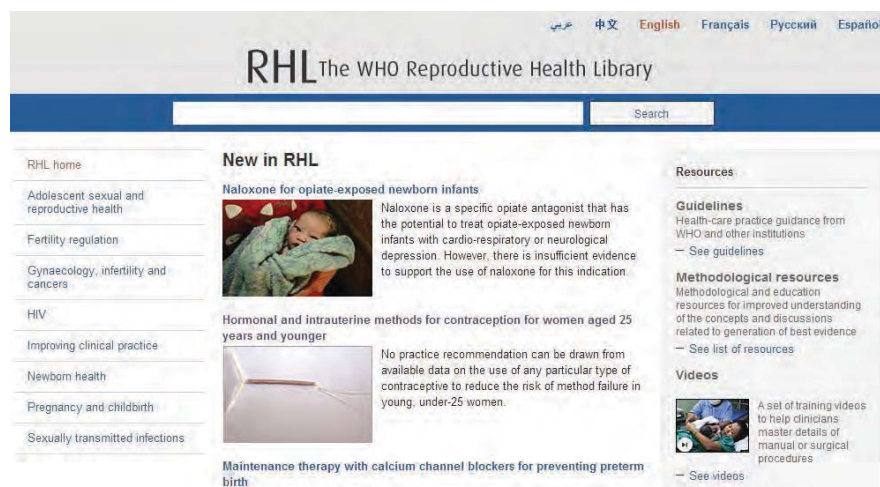 عربي 中文 English Français Русский Español
RHL The WHO Reproductive Health Library
Search
RHL home
Adolescent sexual and
reproductive health
Fertility regulation
Gynaecology, infertility and
cancers
HIV
Improving clinical practice
Newborn health
Pregnancy and childbirth
Sexually transmitted infections
New in RHL
Naloxone for opiate-exposed newborn infants
Naloxone is a specific opiate antagonist that has
the potential to treat opiate-exposed newborn
infants with cardio-respiratory or neurological
depression. However, there is insufficient evidence
to support the use of naloxone for this indication.
Hormonal and intrauterine methods for contraception for women aged 25
years and younger
No practice recommendation can be drawn from
available data on the use of any particular type of
contraceptive to reduce the risk of method failure in
young, under-25 women.
Maintenance therapy with calcium channel blockers for preventing preterm
birth
Resources
Guidelines
Health-care practice guidance from
WHO and other institutions
— See guidelines
Methodological resources
Methodological and education
resources for improved understanding
of the concepts and discussions
related to generation of best evidence
— See list of resources
Videos
A set of training videos
to help clinicians
master details of
manual or surgical
procedures
— See videos